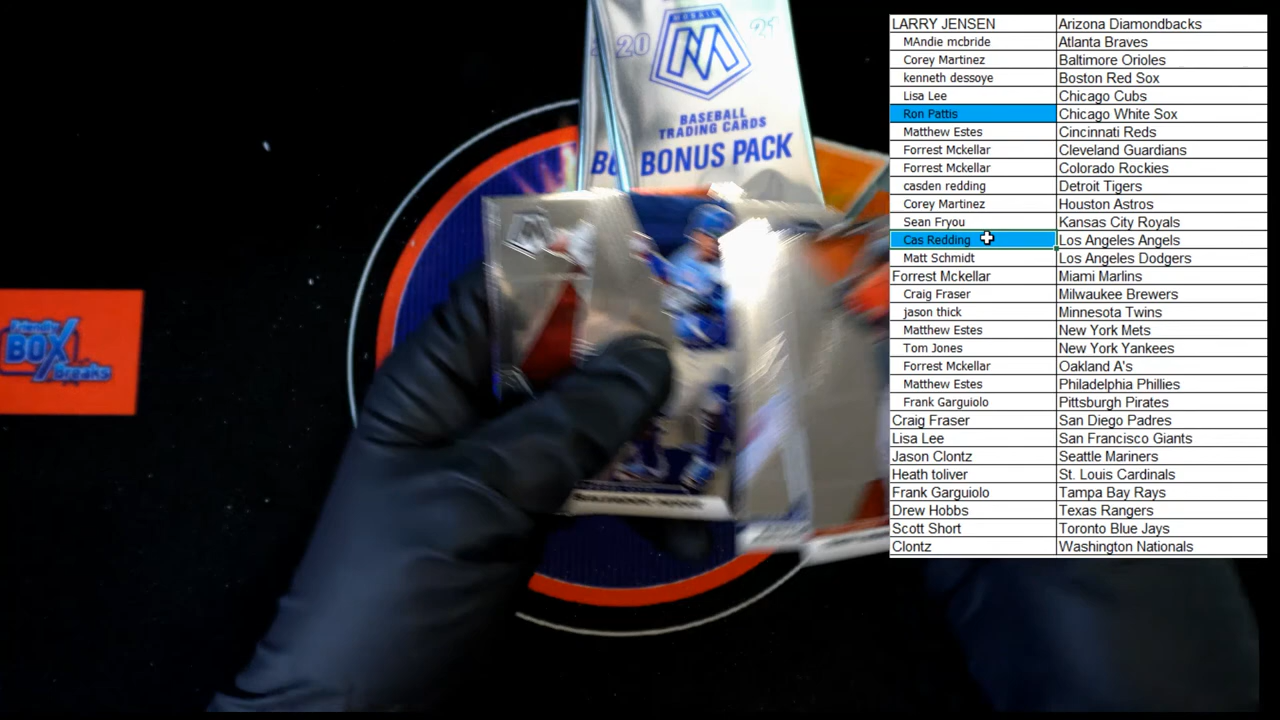 MOSAIC
20 21
BASEBALL
TRADING CARDS
BONUS PACK
BO
Friendly
BOX
Breaks
LARRY JENSEN Arizona Diamondbacks
MAndie mcbride Atlanta Braves
Corey Martinez Baltimore Orioles
kenneth dessoye Boston Red Sox
Lisa Lee Chicago Cubs
Ron Pattis Chicago White Sox
Matthew Estes Cincinnati Reds
Forrest Mckellar Cleveland Guardians
Forrest Mckellar Colorado Rockies
casden redding Detroit Tigers
Corey Martinez Houston Astros
Sean Fryou Kansas City Royals
Cas Redding Los Angeles Angels
Matt Schmidt Los Angeles Dodgers
Forrest Mckellar Miami Marlins
Craig Fraser Milwaukee Brewers
jason thick Minnesota Twins
Matthew Estes New York Mets
Tom Jones New York Yankees
Forrest Mckellar Oakland A's
Matthew Estes Philadelphia Phillies
Frank Garguiolo Pittsburgh Pirates
Craig Fraser San Diego Padres
Lisa Lee San Francisco Giants
Jason Clontz Seattle Mariners
Heath toliver St. Louis Cardinals
Frank Garguiolo Tampa Bay Rays
Drew Hobbs Texas Rangers
Scott Short Toronto Blue Jays
Clontz Washington Nationals